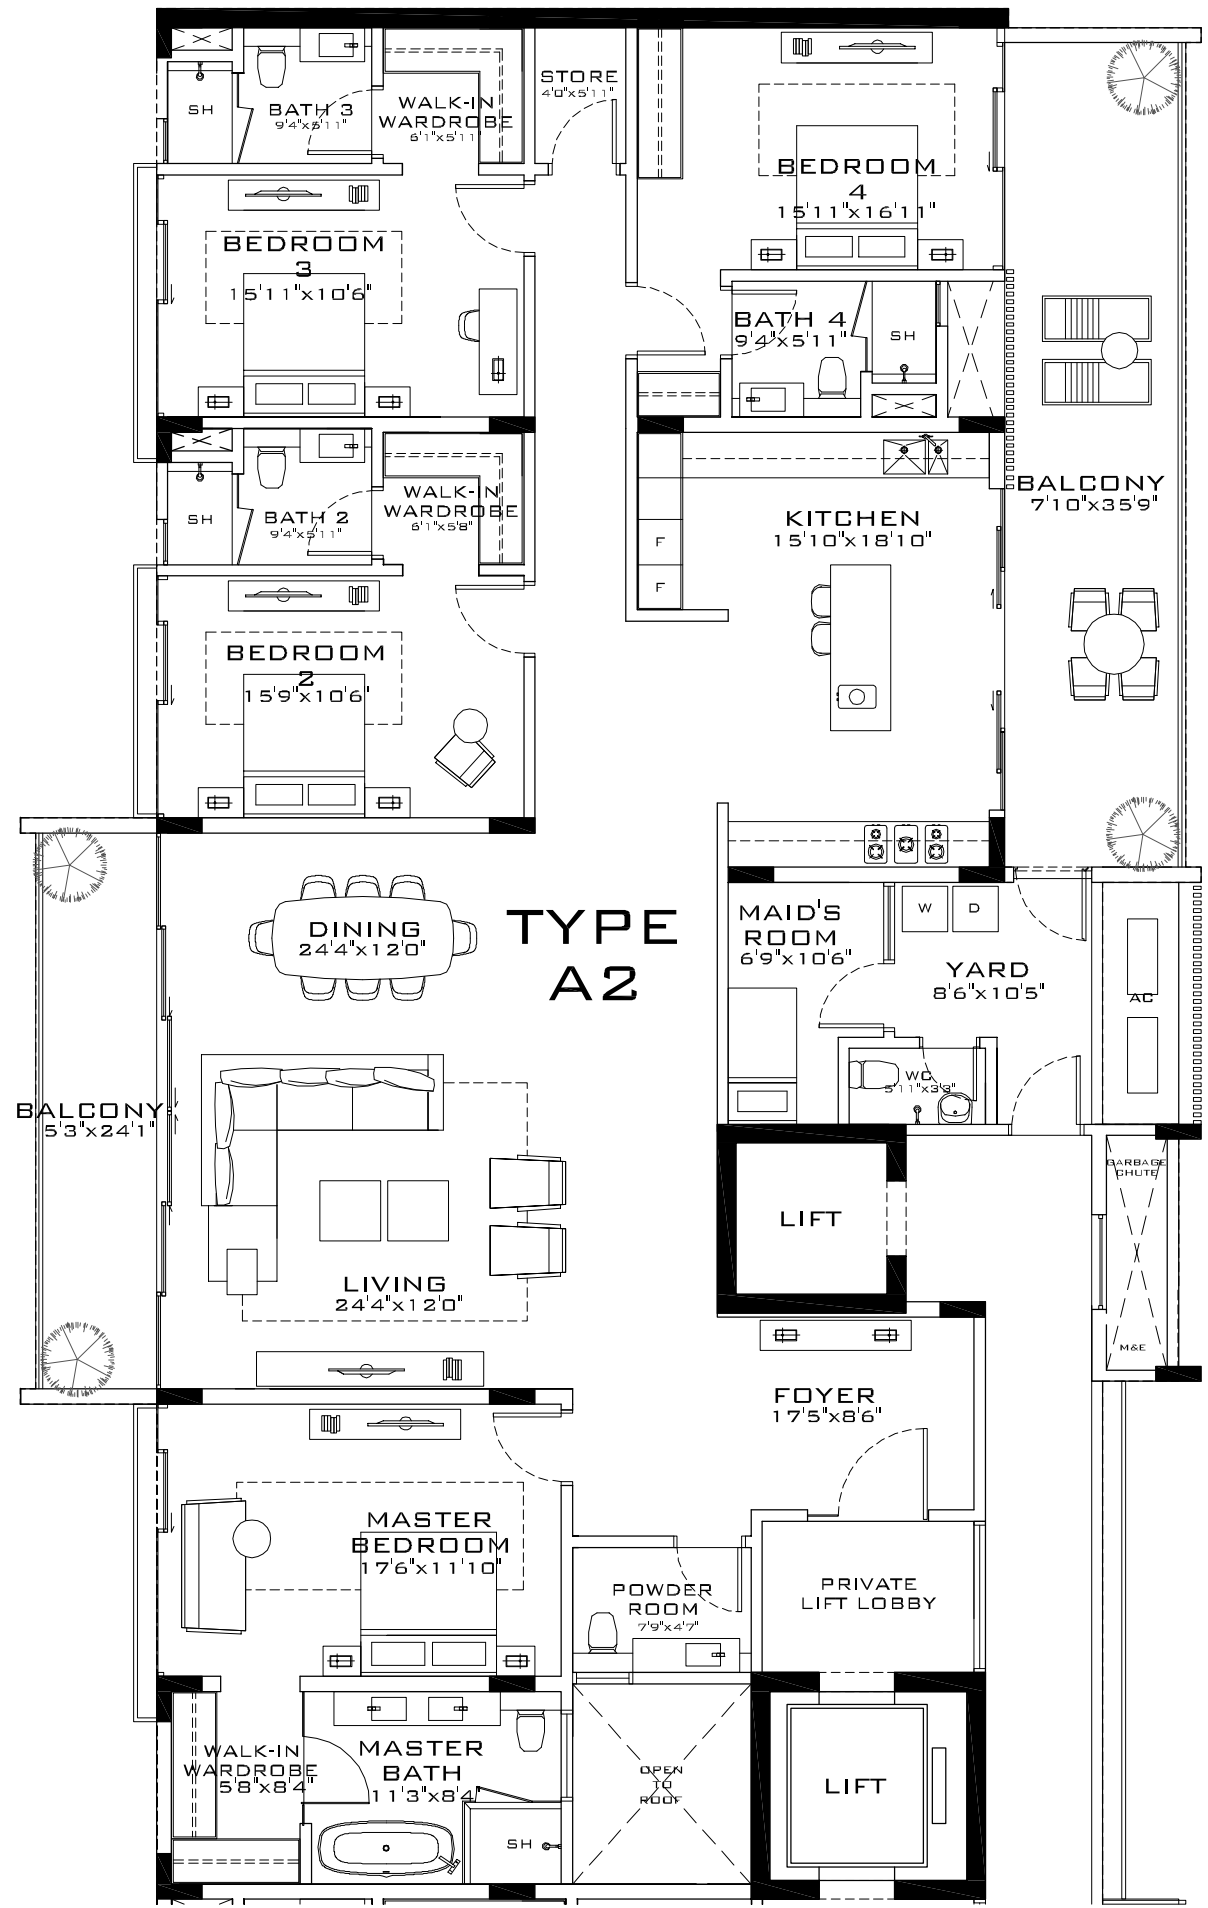 SH
BATH 3
9'4"x5'11"
WALK-IN
WARDROBE
6'1"x5'11"
STORE
4'0"x5'11"
BEDROOM
4
15'11"x16'11"
BEDROOM
3
15'11"x10'6"
BATH 4
9'4"x5'11"
SH
SH
BATH 2
9'4"x5'11"
WALK-IN
WARDROBE
6'1"x5'8"
F
F
KITCHEN
15'10"x18'10"
BALCONY
7'10"x35'9"
BEDROOM
2
15'9"x10'6"
DINING
24'4"x12'0"
TYPE
A2
MAID'S
ROOM
6'9"x10'6"
W
D
YARD
8'6"x10'5"
AC
WC
5'11"x3'3"
BALCONY
5'3"x24'1"
LIVING
24'4"x12'0"
LIFT
GARBAGE
CHUTE
M&E
FOYER
17'5"x8'6"
MASTER
BEDROOM
17'6"x11'10"
POWDER
ROOM
7'9"x4'7"
PRIVATE
LIFT LOBBY
WALK-IN
WARDROBE
5'8"x8'4"
MASTER
BATH
11'3"x8'4"
SH
OPEN
TO
ROOF
LIFT